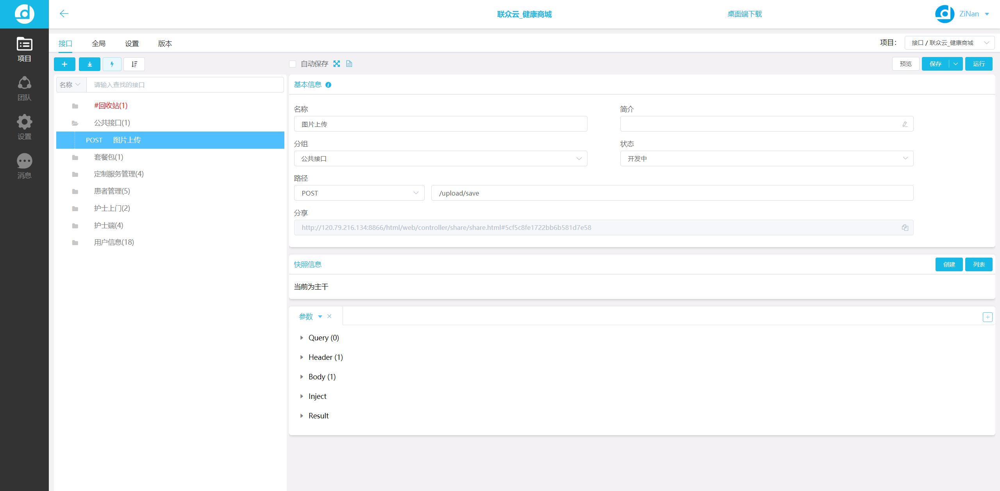 联众云_健康商城
桌面端下载
ZiNan
项目
团队
设置
消息
接口
全局
设置
版本
项目：
接口 / 联众云_健康商城
自动保存
预览
保存
运行
名称
请输入查找的接口
#回收站(1)
公共接口(1)
POST 图片上传
套餐包(1)
定制服务管理(4)
患者管理(5)
护士上门(2)
护士端(4)
用户信息(18)
基本信息
名称
图片上传
简介
分组
公共接口
状态
开发中
路径
POST
/upload/save
分享
http://120.79.216.134:8866/html/web/controller/share/share.html#5cf5c8fe1722bb6b581d7e58
快照信息
创建
列表
当前为主干
参数
Query (0)
Header (1)
Body (1)
Inject
Result